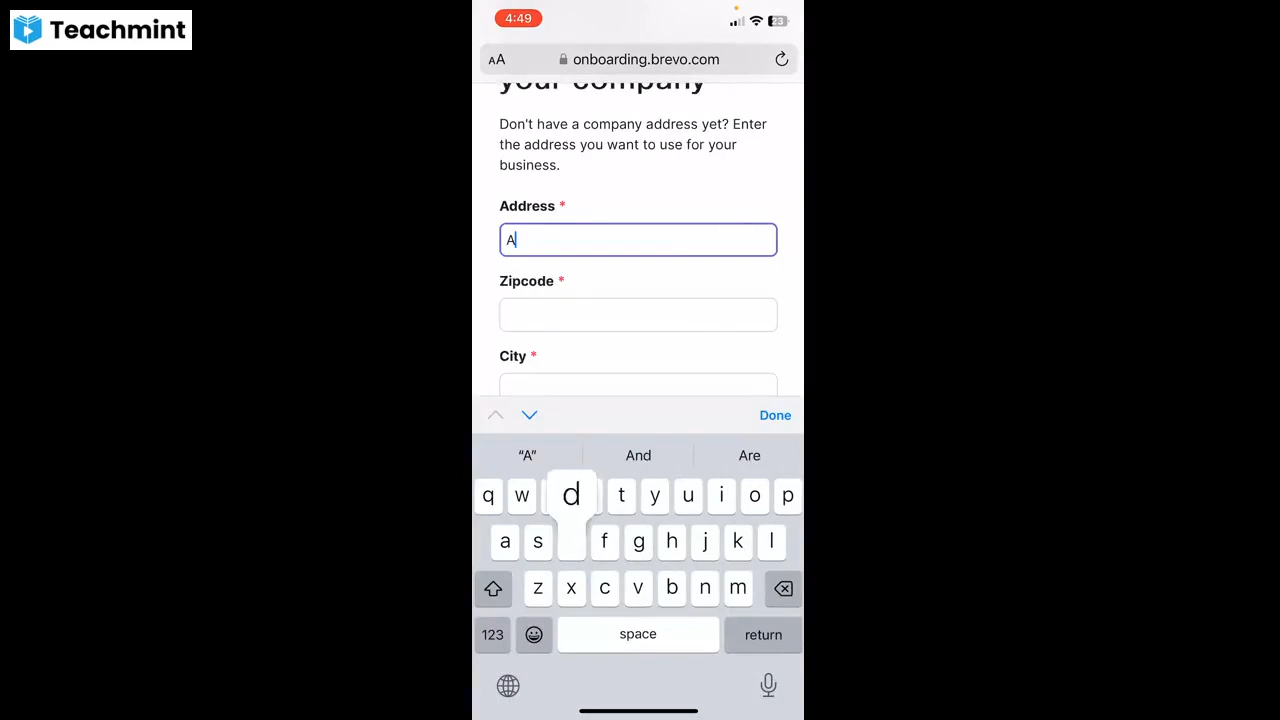 Teachmint
4:49
23
AA
onboarding.brevo.com
your company
Don't have a company address yet? Enter
the address you want to use for your
business.
Address *
A
Zipcode *
City *
Done
“A”
And
Are
q w d t y u i o p
a s f g h j k l
z x c v b n m
123
space
return